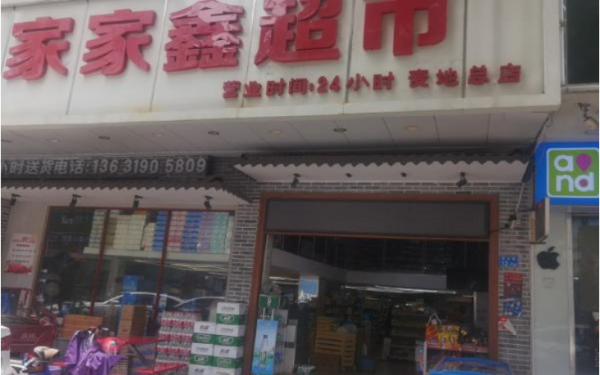 家家鑫超市
营业时间:24小时 麦地总店
小时送货电话:136 3190 5809
and